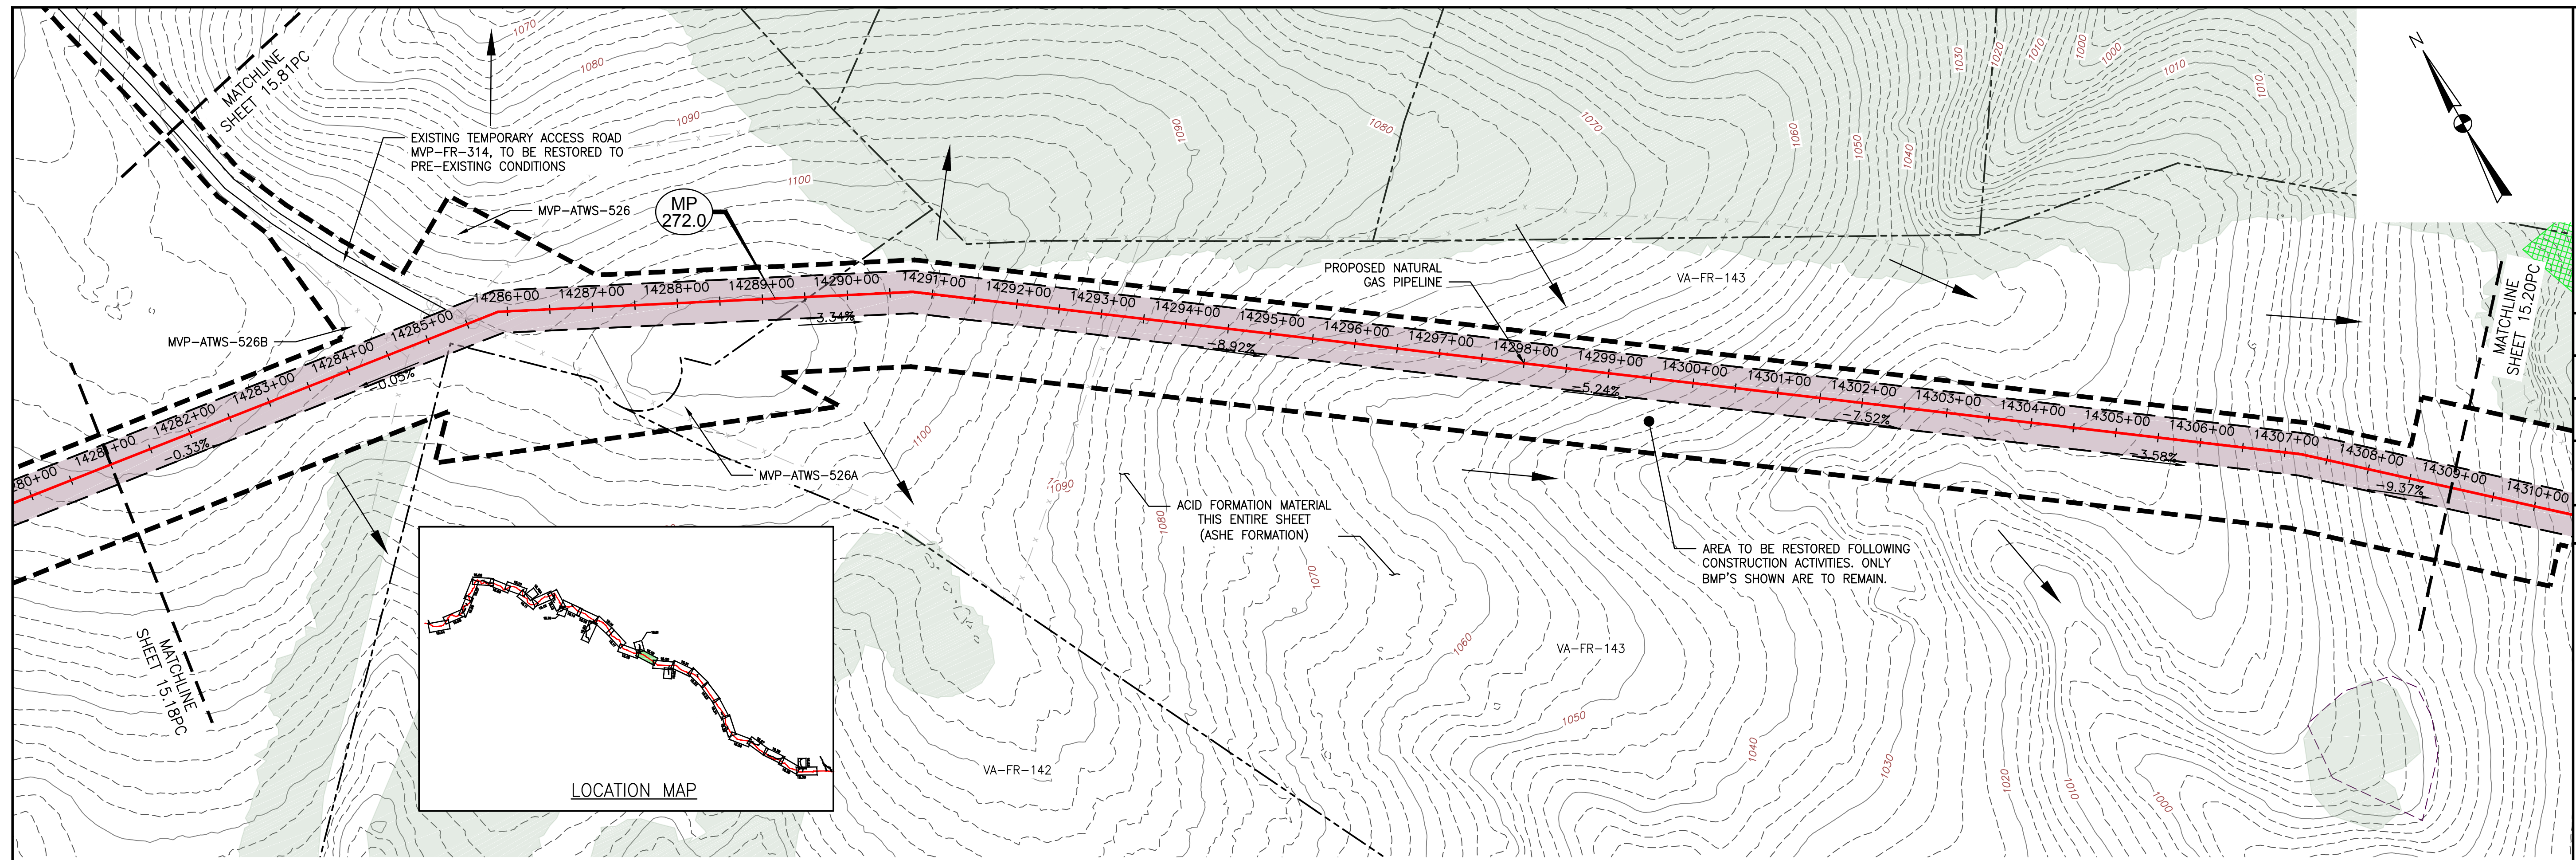 MATCHLINE
SHEET 15.81PC
EXISTING TEMPORARY ACCESS ROAD
MVP-FR-314, TO BE RESTORED TO
PRE-EXISTING CONDITIONS
1070
1080
1090
1100
MVP-ATWS-526
MP
272.0
1090
1080
1070
1060
1050
1040
1030
1020
1010
1000
1000
1010
1010
N
PROPOSED NATURAL
GAS PIPELINE
VA-FR-143
MATCHLINE
SHEET 15.20PC
MVP-ATWS-526B
14282+00
14283+00
14284+00
14285+00
14286+00
14287+00
14288+00
14289+00
14290+00
14291+00
14292+00
14293+00
14294+00
14295+00
14296+00
14297+00
14298+00
14299+00
14300+00
14301+00
14302+00
14303+00
14304+00
14305+00
14306+00
14307+00
14308+00
14309+00
14310+00
-0.33%
-0.05%
3.34%
-8.92%
-5.24%
-7.52%
-3.58%
-9.37%
MVP-ATWS-526A
1100
1090
1080
1070
1060
1050
1040
1030
1020
1010
1000
ACID FORMATION MATERIAL
THIS ENTIRE SHEET
(ASHE FORMATION)
AREA TO BE RESTORED FOLLOWING
CONSTRUCTION ACTIVITIES. ONLY
BMP'S SHOWN ARE TO REMAIN.
VA-FR-143
VA-FR-142
MATCHLINE
SHEET 15.18PC
LOCATION MAP